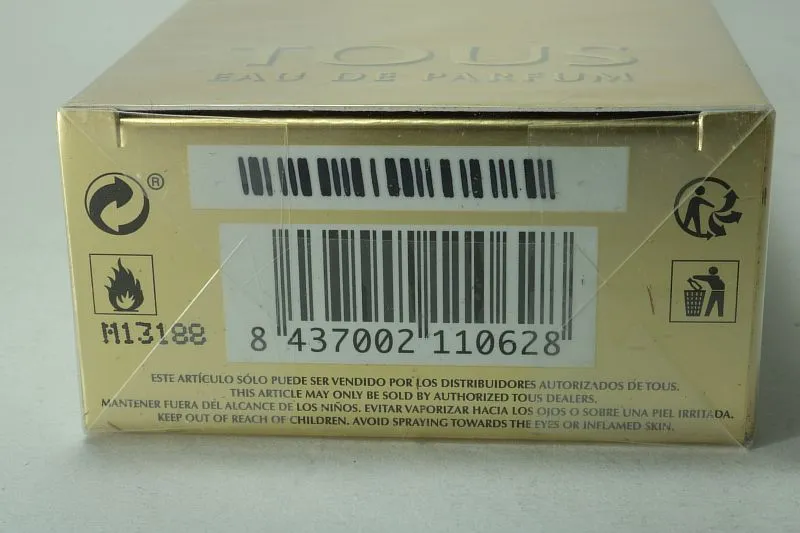 TOUS
EAU DE PARFUM
®
M13188
8 437002 110628
ESTE ARTÍCULO SÓLO PUEDE SER VENDIDO POR LOS DISTRIBUIDORES AUTORIZADOS DE TOUS.
THIS ARTICLE MAY ONLY BE SOLD BY AUTHORIZED TOUS DEALERS.
MANTENER FUERA DEL ALCANCE DE LOS NIÑOS. EVITAR VAPORIZAR HACIA LOS OJOS O SOBRE UNA PIEL IRRITADA.
KEEP OUT OF REACH OF CHILDREN. AVOID SPRAYING TOWARDS THE EYES OR INFLAMED SKIN.